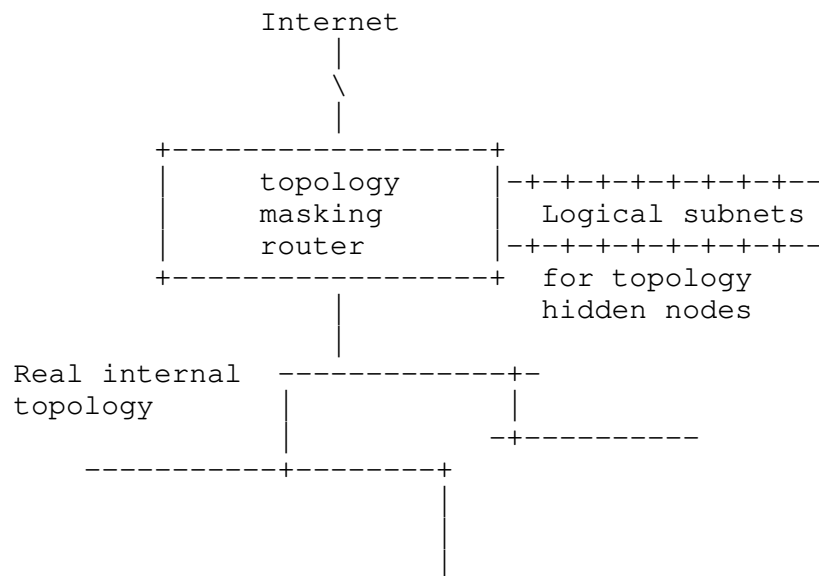 Internet
topology
masking
router
Logical subnets
for topology
hidden nodes
Real internal
topology